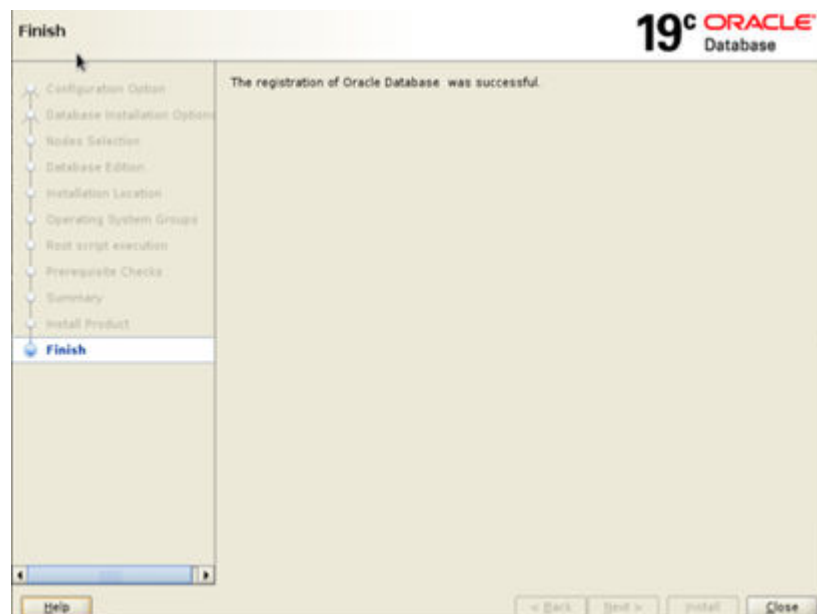 Finish
19c ORACLE
Database
Configuration Option
Database Installation Options
Nodes Selection
Database Edition
Installation Location
Operating System Groups
Root script execution
Prerequisite Checks
Summary
Install Product
Finish
The registration of Oracle Database was successful.
Help
< Back
Next >
Install
Close